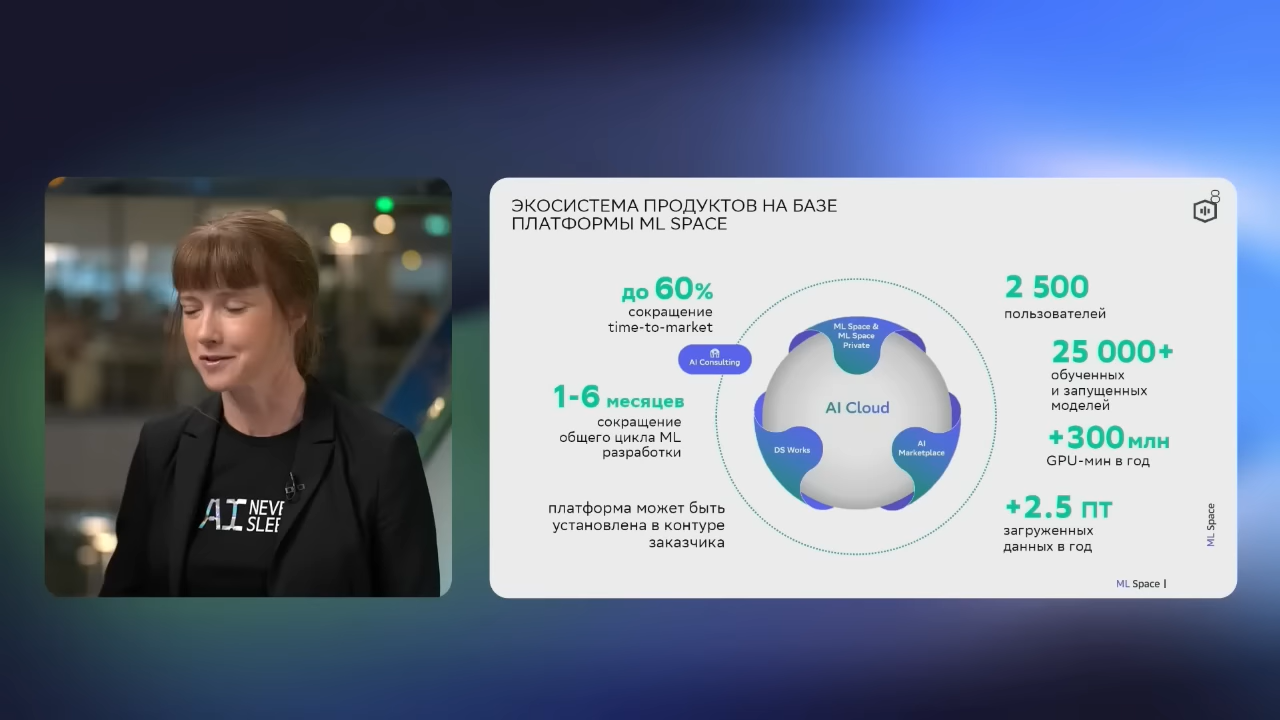 AI NEVE
SLEE
ЭКОСИСТЕМА ПРОДУКТОВ НА БАЗЕ
ПЛАТФОРМЫ ML SPACE
до 60%
сокращение
time-to-market
AI Consulting
1-6 месяцев
сокращение
общего цикла ML
разработки
платформа может быть
установлена в контуре
заказчика
ML Space &
ML Space
Private
AI Cloud
DS Works
AI
Marketplace
2 500
пользователей
25 000+
обученных
и запущенных
моделей
+300 млн
GPU-мин в год
+2.5 ПТ
загруженных
данных в год
ML Space
ML Space |